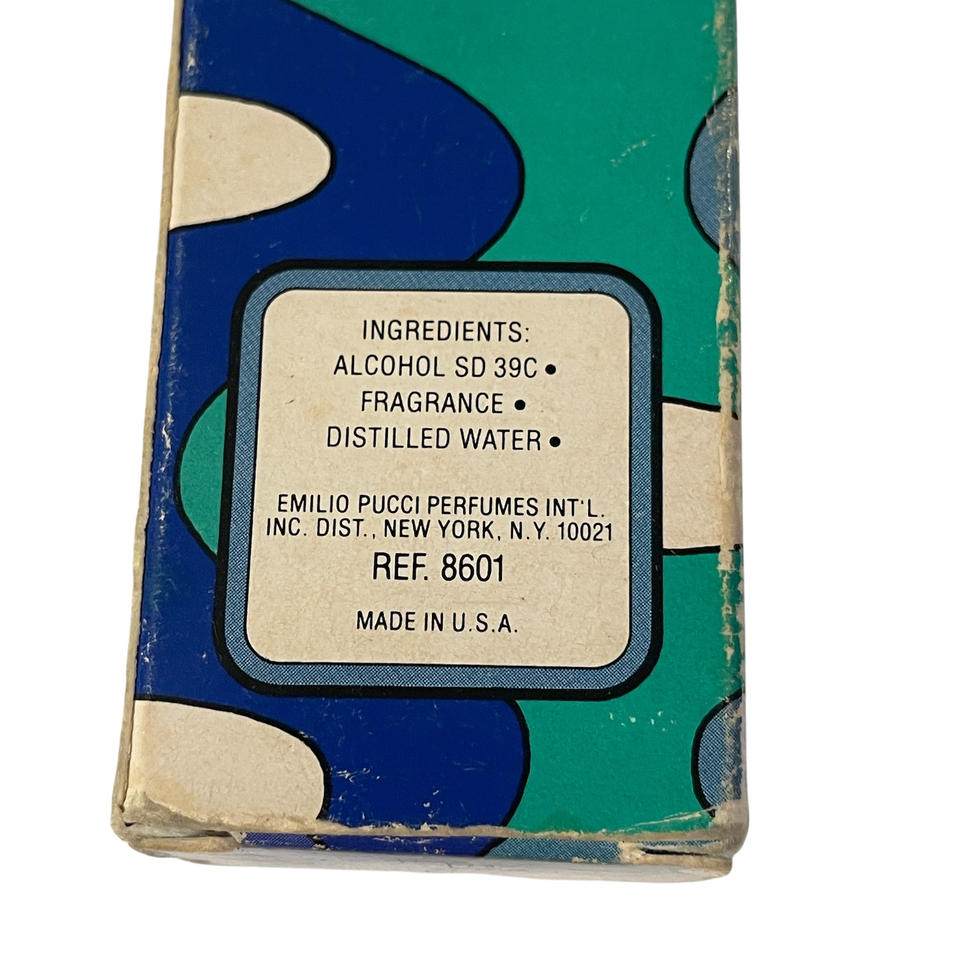 INGREDIENTS:
ALCOHOL SD 39C •
FRAGRANCE •
DISTILLED WATER •
EMILIO PUCCI PERFUMES INT'L.
INC. DIST., NEW YORK, N.Y. 10021
REF. 8601
MADE IN U.S.A.